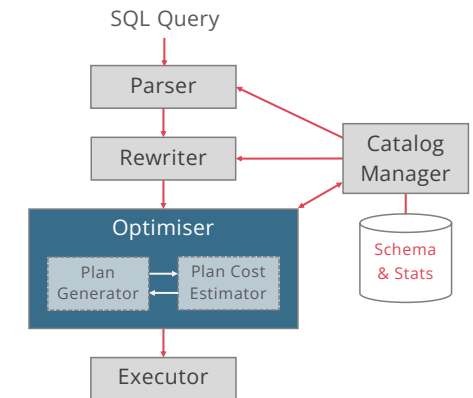 SQL Query
Parser
Rewriter
Catalog
Manager
Optimiser
Plan
Generator
Plan Cost
Estimator
Schema
& Stats
Executor